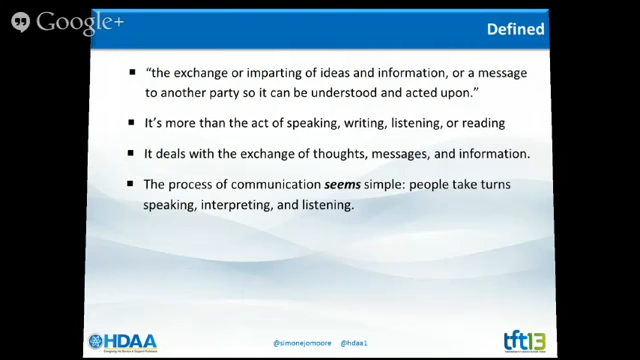 Google+
Defined
"the exchange or imparting of ideas and information, or a message
to another party so it can be understood and acted upon."
It's more than the act of speaking, writing, listening, or reading
It deals with the exchange of thoughts, messages, and information.
The process of communication seems simple: people take turns
speaking, interpreting, and listening.
HDAA
@simonejomoore @hdaa1
tft13